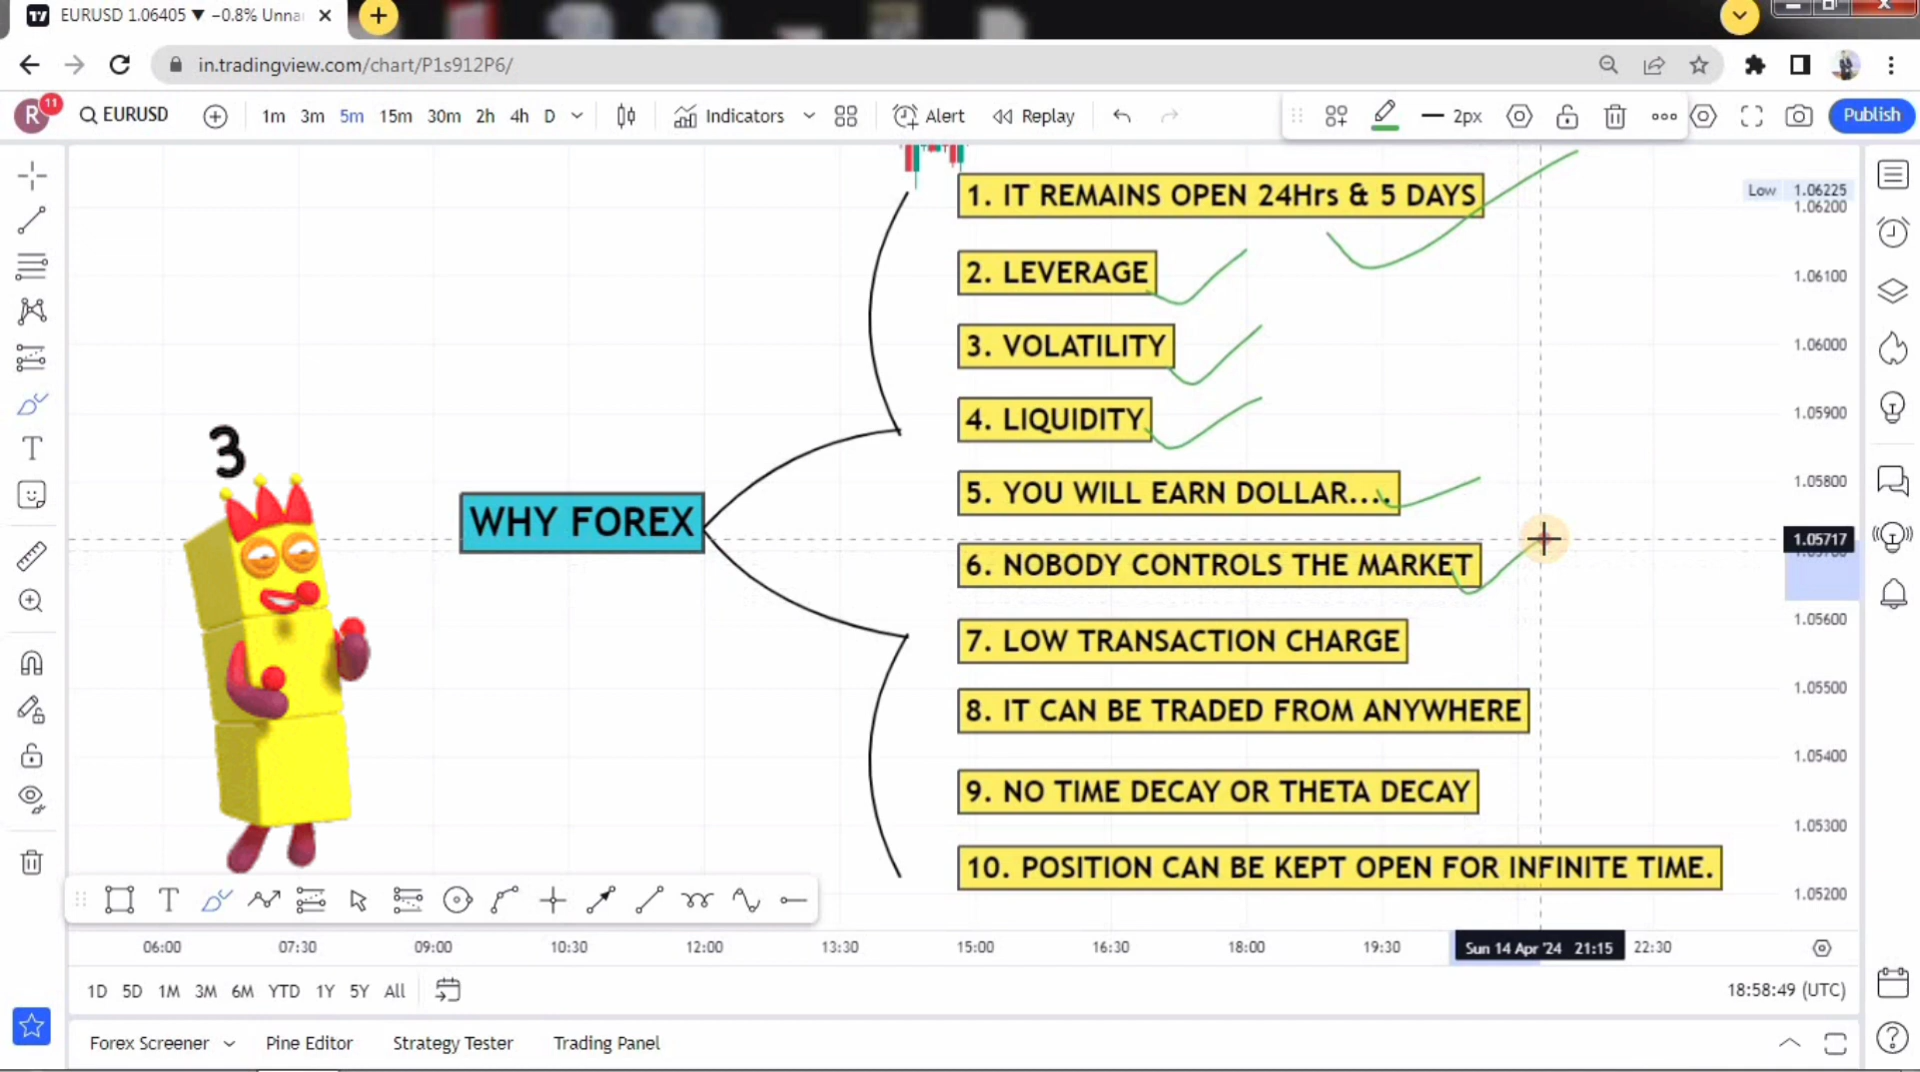 EURUSD 1.06405 ▼ −0.8% Unna
in.tradingview.com/chart/P1s912P6/
R 11 EURUSD 1m 3m 5m 15m 30m 2h 4h D Indicators Alert Replay 2px Publish
Low 1.06225
1.06200
1.06100
1.06000
1.05900
1.05800
1.05717
1.05600
1.05500
1.05400
1.05300
1.05200
1. IT REMAINS OPEN 24Hrs & 5 DAYS
2. LEVERAGE
3. VOLATILITY
4. LIQUIDITY
5. YOU WILL EARN DOLLAR....
6. NOBODY CONTROLS THE MARKET
7. LOW TRANSACTION CHARGE
8. IT CAN BE TRADED FROM ANYWHERE
9. NO TIME DECAY OR THETA DECAY
10. POSITION CAN BE KEPT OPEN FOR INFINITE TIME.
3
WHY FOREX
06:00 07:30 09:00 10:30 12:00 13:30 15:00 16:30 18:00 19:30 Sun 14 Apr '24 21:15 22:30
1D 5D 1M 3M 6M YTD 1Y 5Y All 18:58:49 (UTC)
Forex Screener Pine Editor Strategy Tester Trading Panel